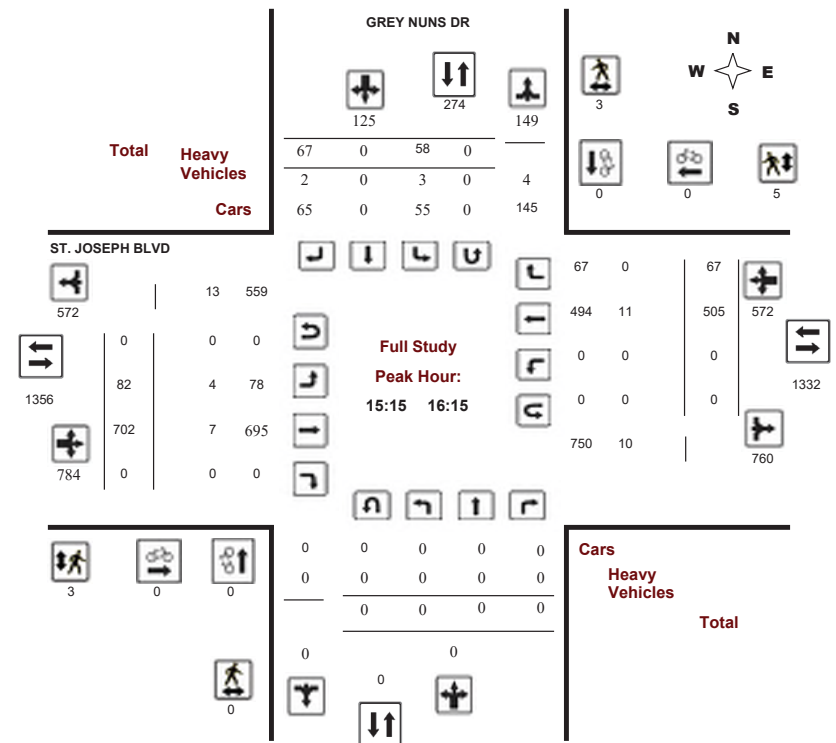 GREY NUNS DR
N
W E
S
274
3
125 149
Total Heavy Vehicles
67 0 58 0
2 0 3 0 4
0 0 5
Cars 65 0 55 0 145
ST. JOSEPH BLVD
67 0 67
572 13 559
494 11 505 572
0 0 0
Full Study
0 0 0
Peak Hour:
1356 82 4 78
1332
15:15 16:15
0 0 0
702 7 695
750 10
760
784 0 0 0
0 0 0 0 0
Cars
0 0 0 0 0
Heavy
Vehicles
3 0 0
0 0 0 0
Total
0 0
0
0